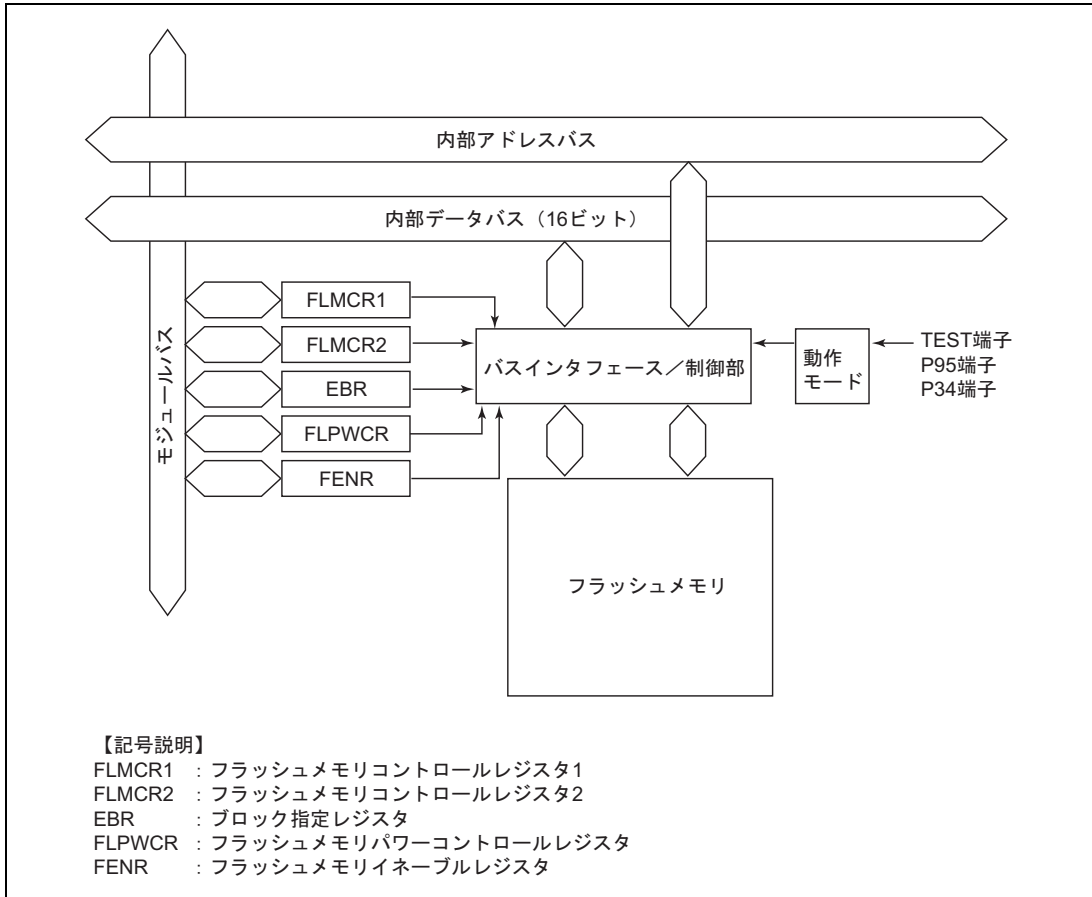 内部アドレスバス
内部データバス（16ビット）
モジュールバス
FLMCR1
FLMCR2
EBR
FLPWCR
FENR
バスインタフェース／制御部
動作
モード
TEST端子
P95端子
P34端子
フラッシュメモリ
【記号説明】
FLMCR1 : フラッシュメモリコントロールレジスタ1
FLMCR2 : フラッシュメモリコントロールレジスタ2
EBR : ブロック指定レジスタ
FLPWCR : フラッシュメモリパワーコントロールレジスタ
FENR : フラッシュメモリイネーブルレジスタ